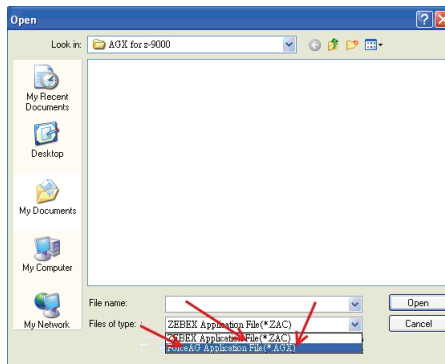 Open
Look in: AGX for z-9000
My Recent
Documents
Desktop
My Documents
My Computer
My Network
File name:
Open
Files of type: ZEBEX Application File(*.ZAC)
Cancel
ZEBEX Application File(*.ZAC)
ForceAG Application File(*.AGX)